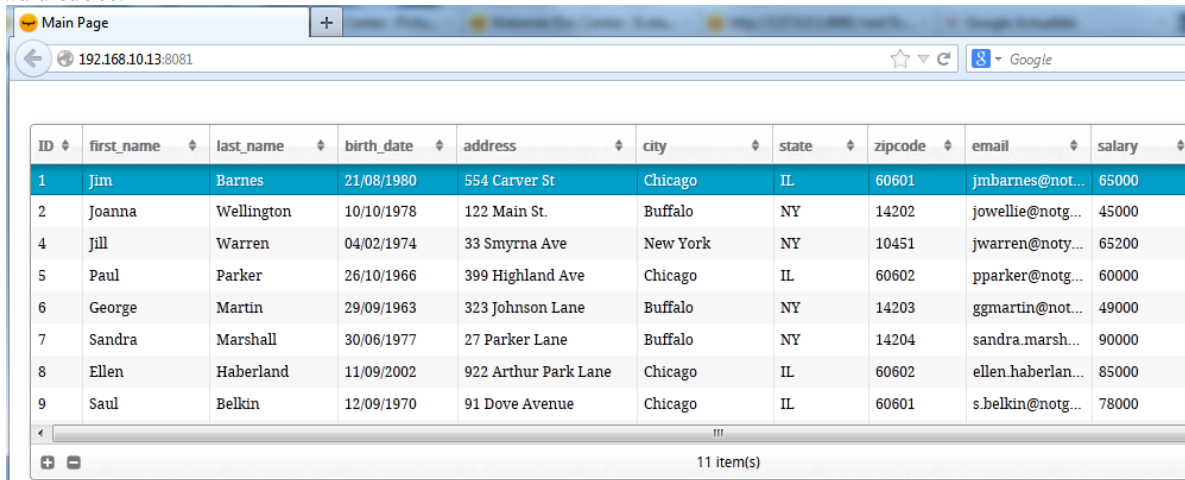 Main Page +
192.168.10.13:8081 8 Google
ID first_name last_name birth_date address city state zipcode email salary
1 Jim Barnes 21/08/1980 554 Carver St Chicago IL 60601 jmbarnes@not... 65000
2 Joanna Wellington 10/10/1978 122 Main St. Buffalo NY 14202 jowellie@notg... 45000
4 Jill Warren 04/02/1974 33 Smyrna Ave New York NY 10451 jwarren@noty... 65200
5 Paul Parker 26/10/1966 399 Highland Ave Chicago IL 60602 pparker@notg... 60000
6 George Martin 29/09/1963 323 Johnson Lane Buffalo NY 14203 ggmartin@not... 49000
7 Sandra Marshall 30/06/1977 27 Parker Lane Buffalo NY 14204 sandra.marsh... 90000
8 Ellen Haberland 11/09/2002 922 Arthur Park Lane Chicago IL 60602 ellen.haberlan... 85000
9 Saul Belkin 12/09/1970 91 Dove Avenue Chicago IL 60601 s.belkin@notg... 78000
11 item(s)